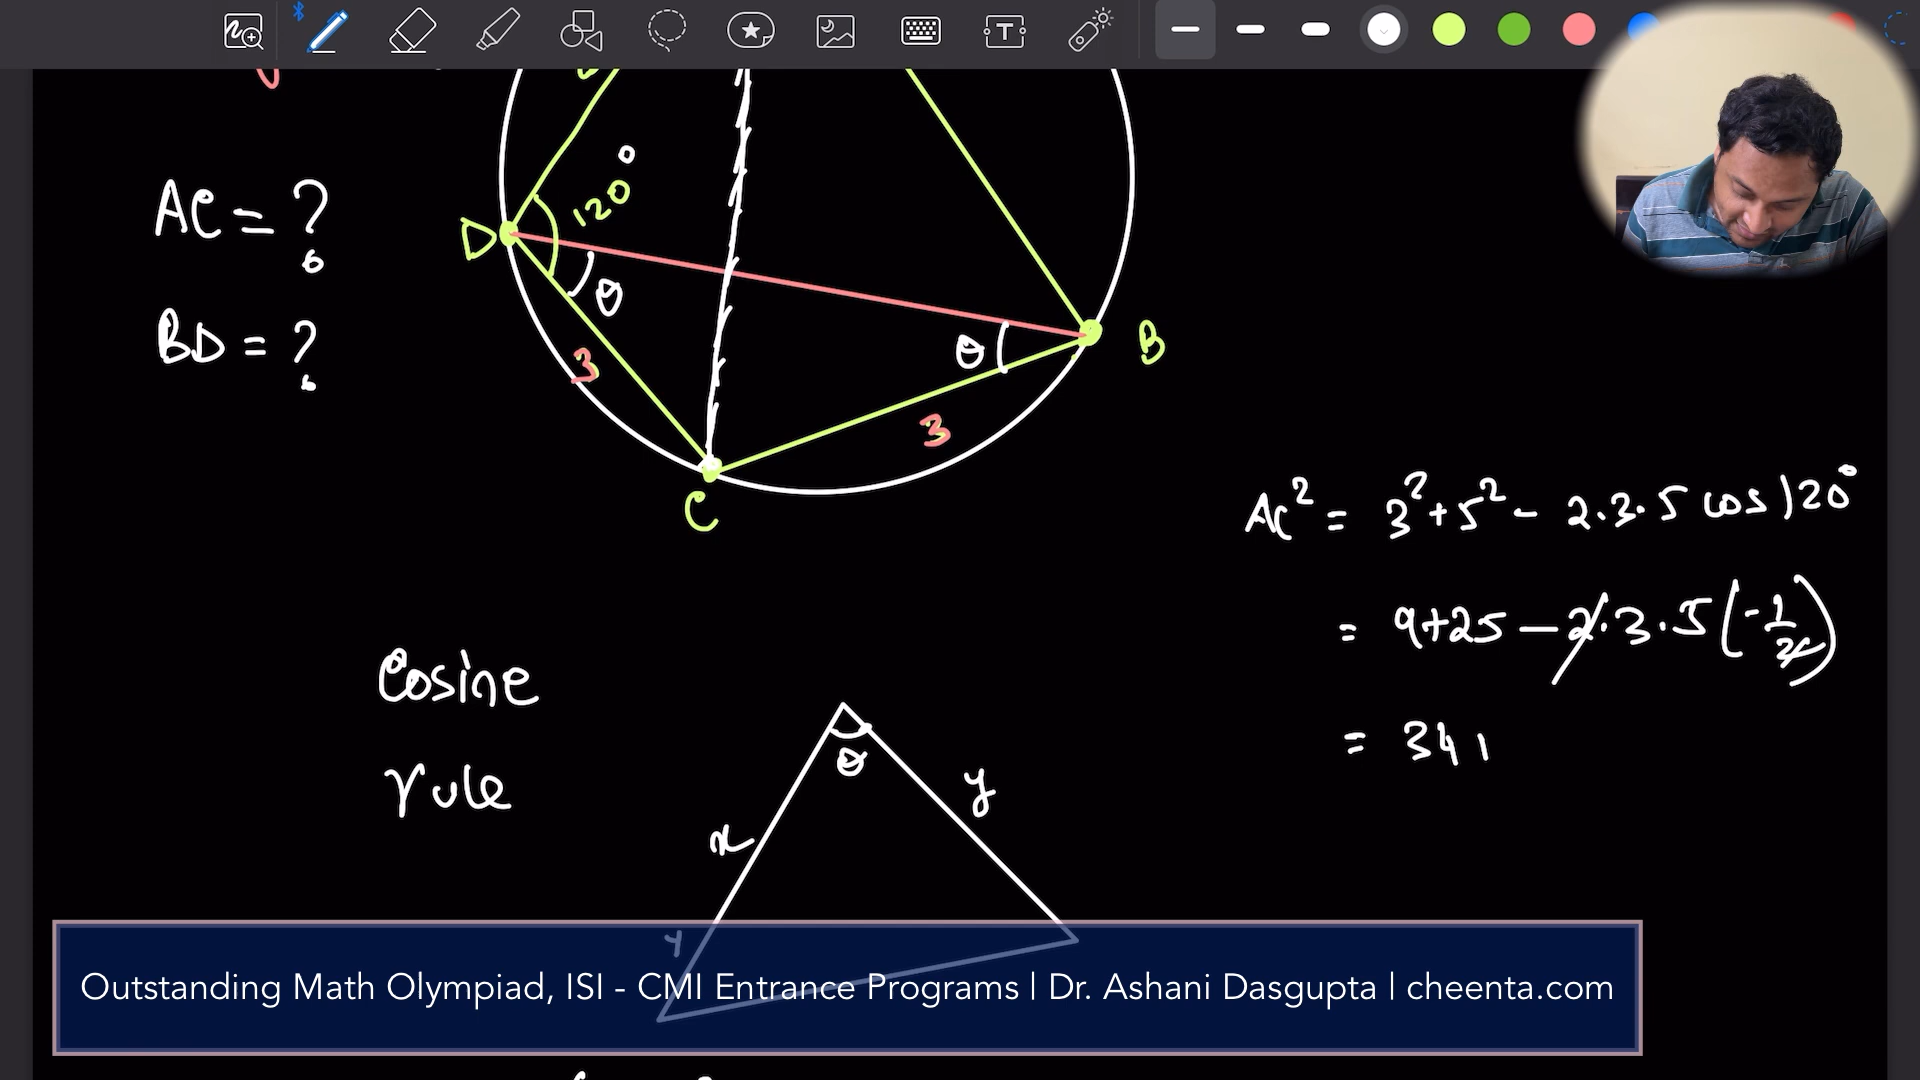 120°
AC = ?
D
θ
BD = ?
θ
B
3
3
C
AC² = 3²+5² - 2.3.5 cos 120°
= 9+25 - 2.3.5 (-1/2)
Cosine
= 34
θ
rule
y
x
Outstanding Math Olympiad, ISI - CMI Entrance Programs | Dr. Ashani Dasgupta | cheenta.com